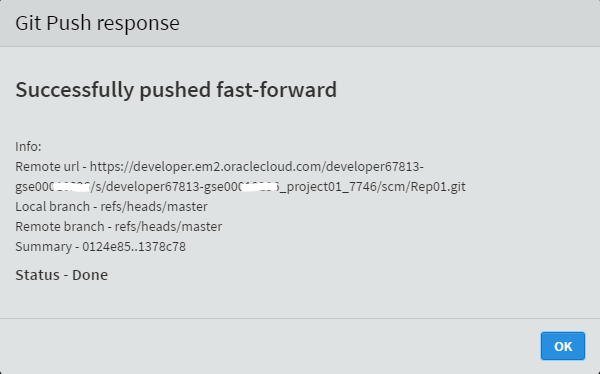 Git Push response
Successfully pushed fast-forward
Info:
Remote url - https://developer.em2.oraclecloud.com/developer67813-
gse000 /s/developer67813-gse000 _project01_7746/scm/Rep01.git
Local branch - refs/heads/master
Remote branch - refs/heads/master
Summary - 0124e85..1378c78
Status - Done
OK